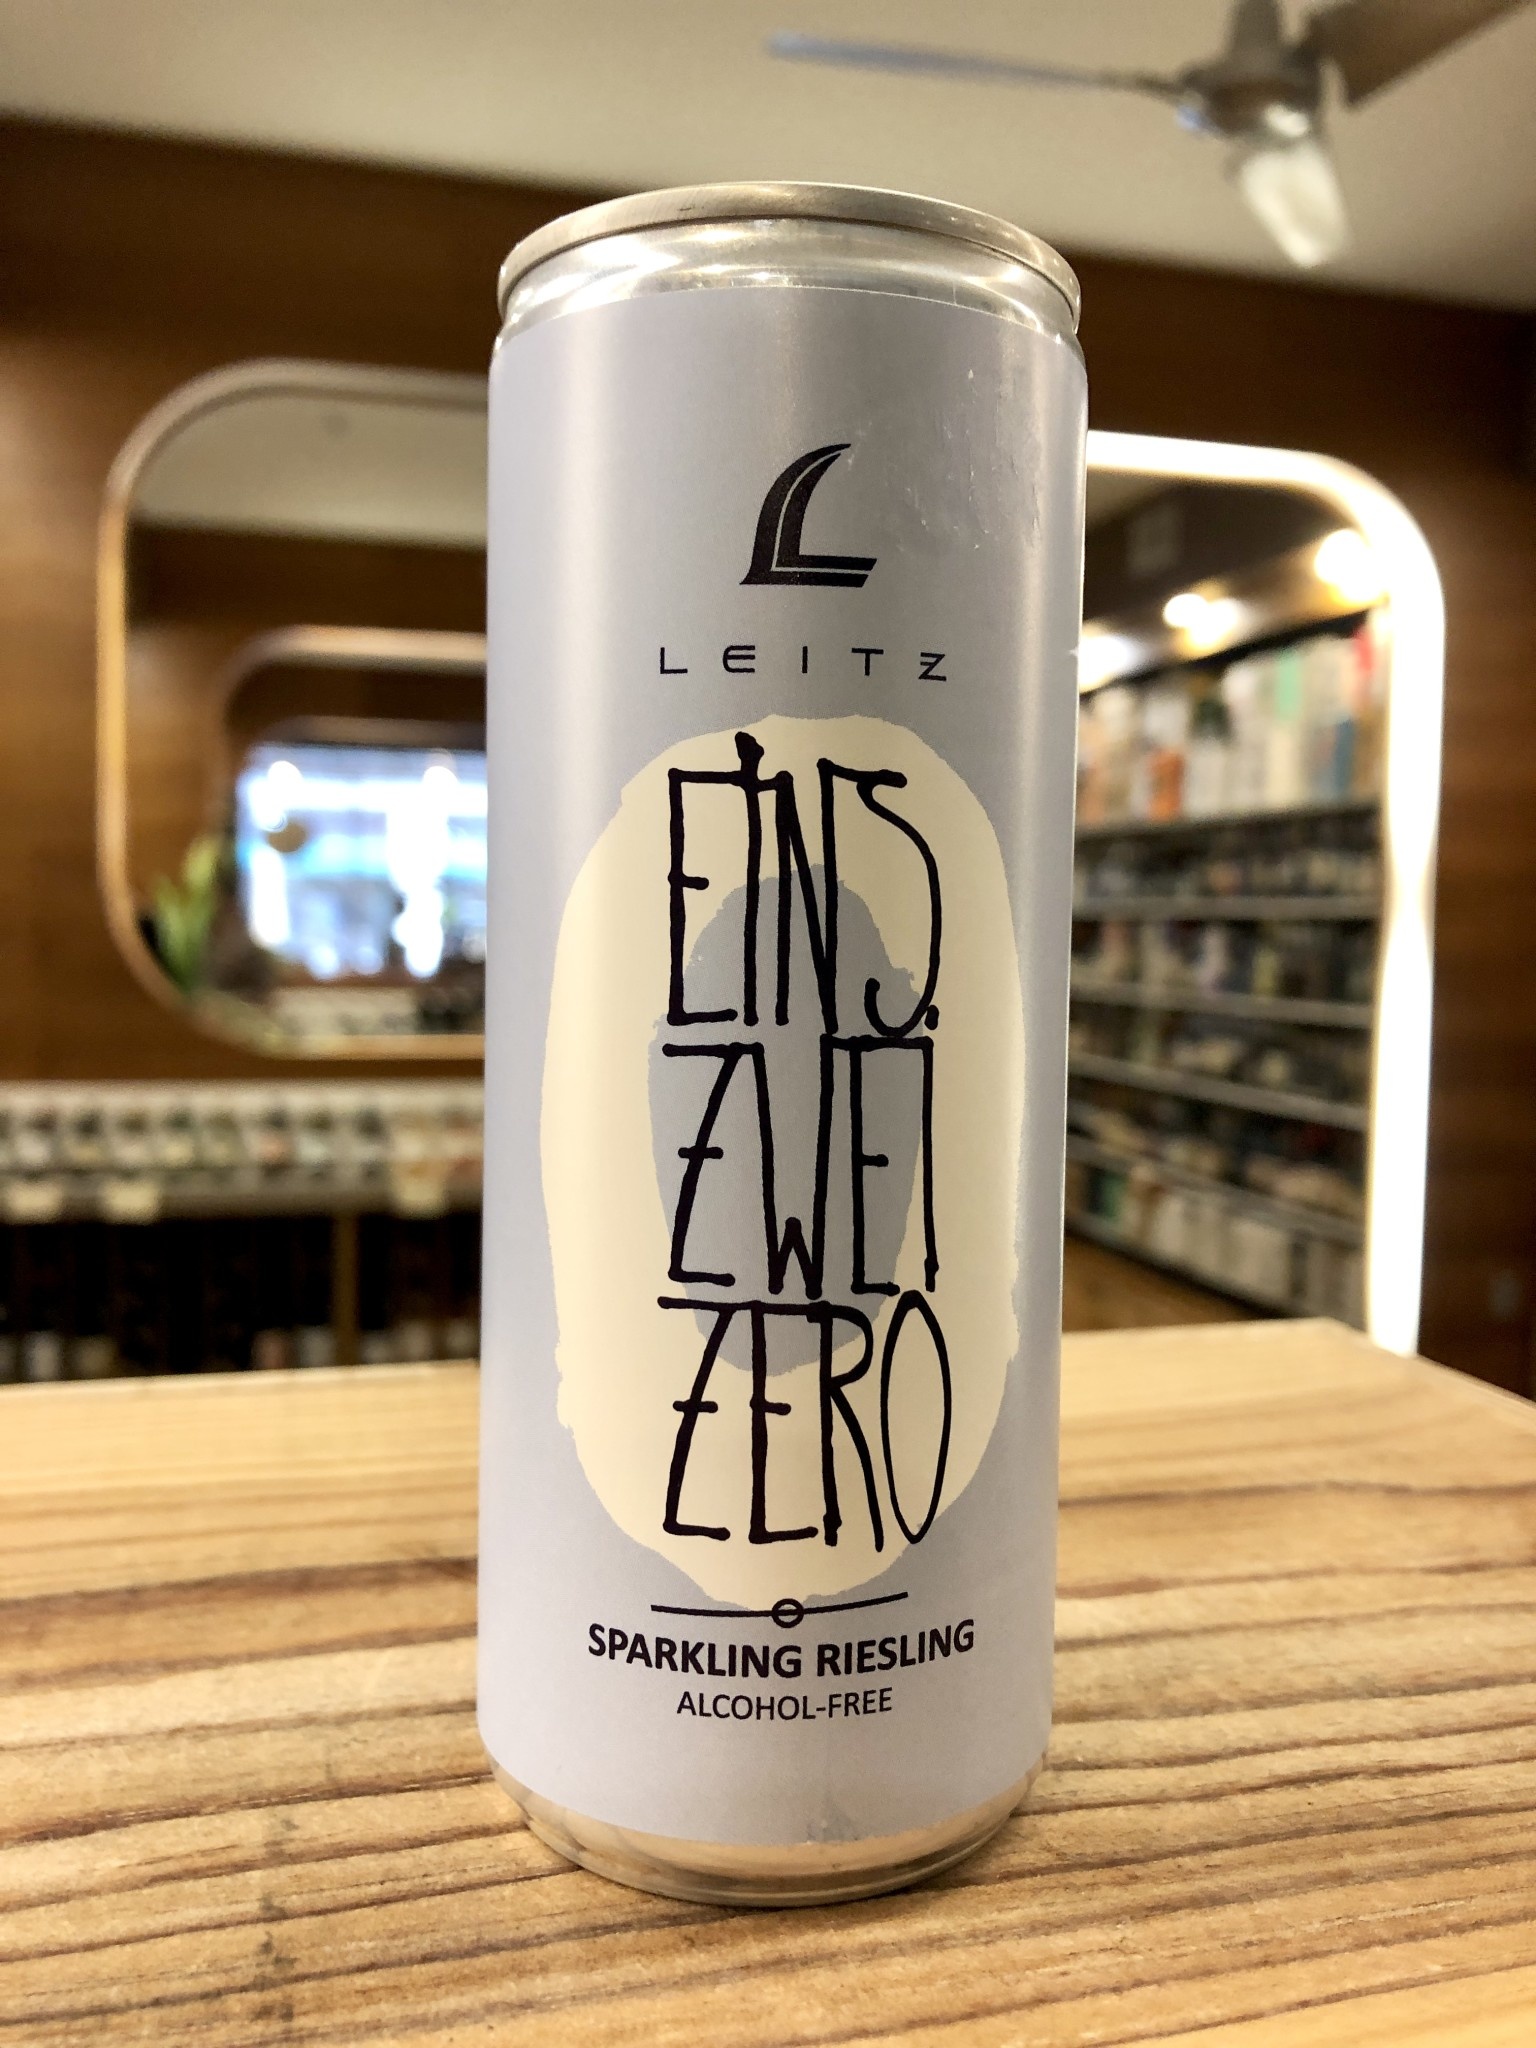 L
LEITZ
EINS.
ZWEI
ZERO
SPARKLING RIESLING
ALCOHOL-FREE